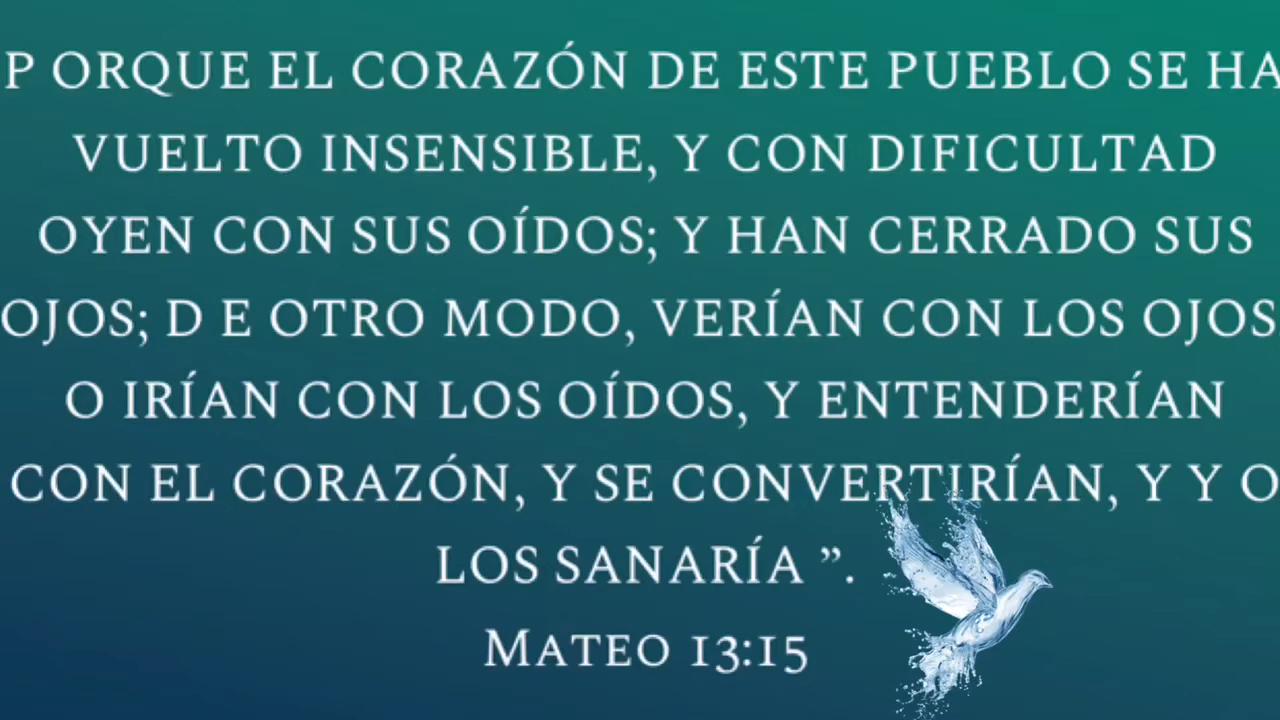 P ORQUE EL CORAZÓN DE ESTE PUEBLO SE HA
VUELTO INSENSIBLE, Y CON DIFICULTAD
OYEN CON SUS OÍDOS; Y HAN CERRADO SUS
OJOS; D E OTRO MODO, VERÍAN CON LOS OJOS
O IRÍAN CON LOS OÍDOS, Y ENTENDERÍAN
CON EL CORAZÓN, Y SE CONVERTIRÍAN, Y Y O
LOS SANARÍA ”.
MATEO 13:15